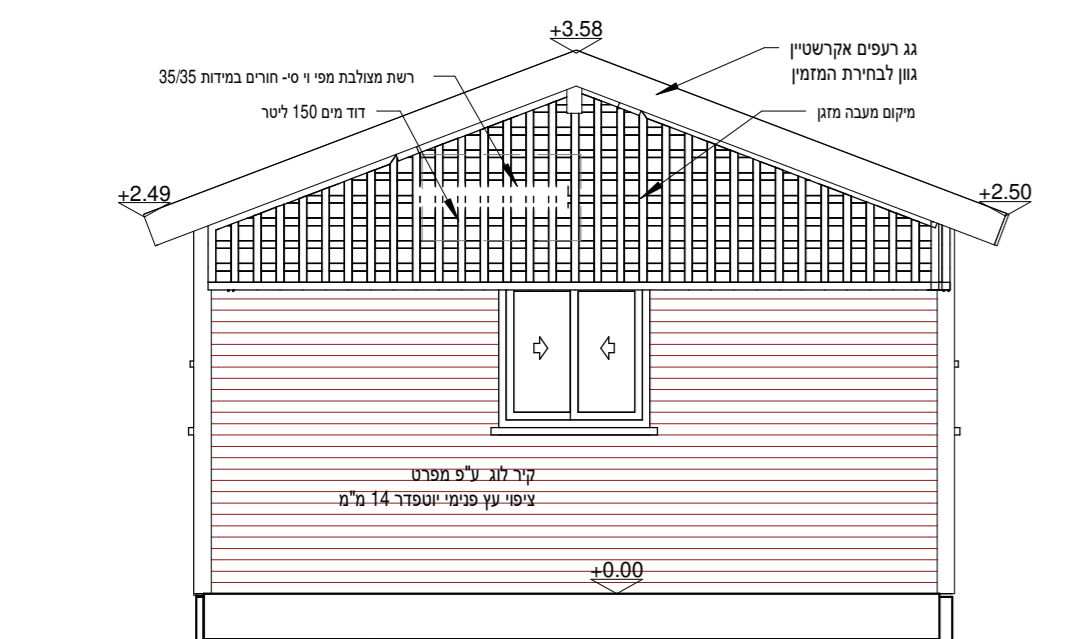 +3.58
גג רעפים אקרשטיין
גוון לבחירת המזמין
רשת מצולבת מפי וי סי- חורים במידות 35/35
דוד מים 150 ליטר
מיקום מעבה מזגן
+2.49
+2.50
קיר לוג ע"פ מפרט
ציפוי עץ פנימי יוטפדר 14 מ"מ
+0.00